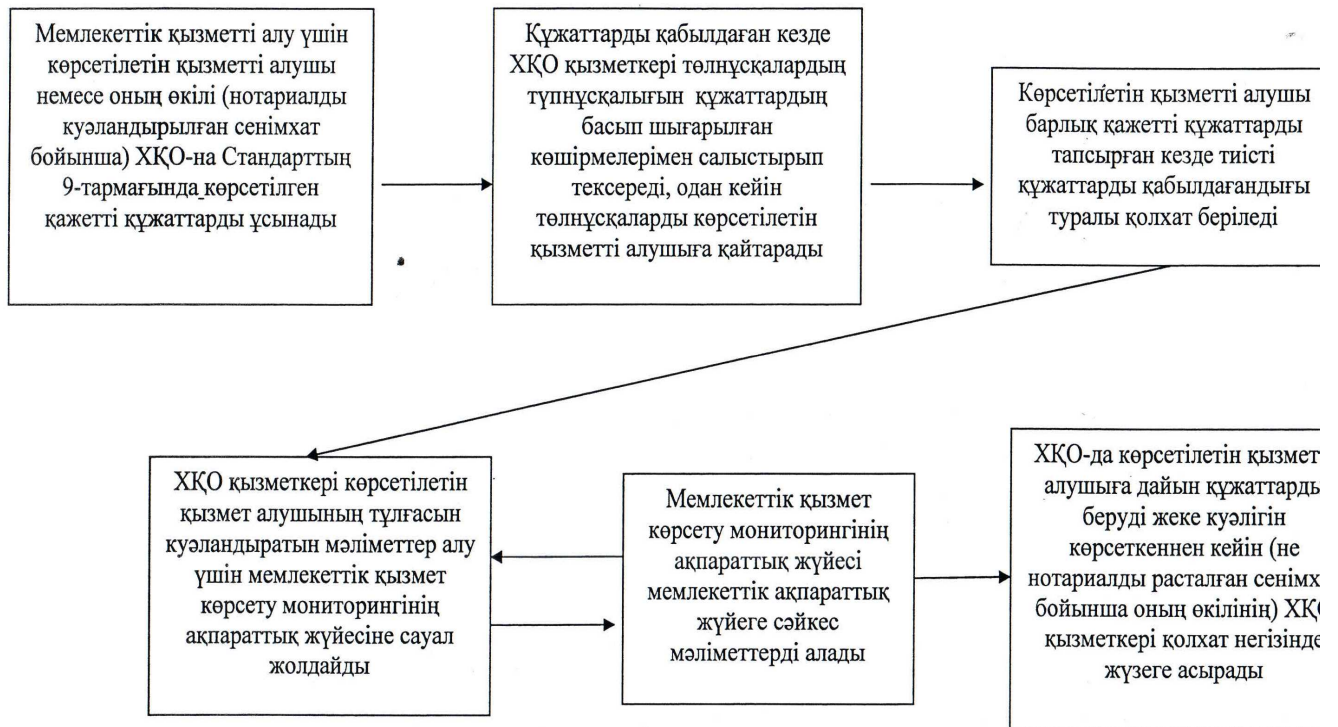 Мемлекеттік қызметті алу үшін
көрсетілетін қызметті алушы
немесе оның өкілі (нотариалды
куәландырылған сенімхат
бойынша) ХҚО-на Стандарттың
9-тармағында көрсетілген
қажетті құжаттарды ұсынады
Құжаттарды қабылдаған кезде
ХҚО қызметкері төлнұсқалардың
түпнұсқалығын құжаттардың
басып шығарылған
көшірмелерімен салыстырып
тексереді, одан кейін
төлнұсқаларды көрсетілетін
қызметті алушыға қайтарады
Көрсетілетін қызметті алушы
барлық қажетті құжаттарды
тапсырған кезде тиісті
құжаттарды қабылдағандығы
туралы қолхат беріледі
ХҚО қызметкері көрсетілетін
қызмет алушының тұлғасын
куәландыратын мәліметтер алу
үшін мемлекеттік қызмет
көрсету мониторингінің
ақпараттық жүйесіне сауал
жолдайды
Мемлекеттік қызмет
көрсету мониторингінің
ақпараттық жүйесі
мемлекеттік ақпараттық
жүйеге сәйкес
мәліметтерді алады
ХҚО-да көрсетілетін қызмет
алушыға дайын құжаттарды
беруді жеке куәлігін
көрсеткеннен кейін (не
нотариалды расталған сенімх
бойынша оның өкілінің) ХҚО
қызметкері қолхат негізінде
жүзеге асырады